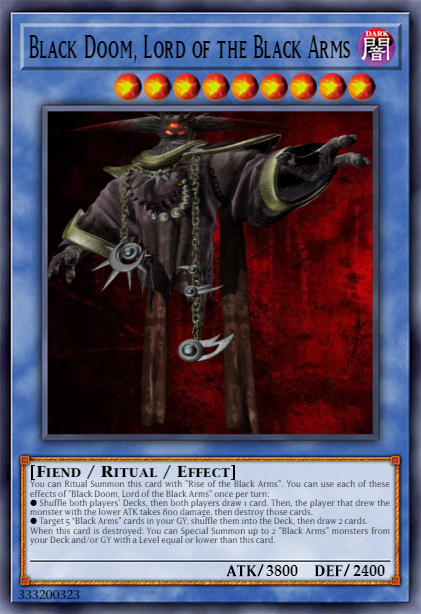 Black Doom, Lord of the Black Arms
DARK
闇
[Fiend / Ritual / Effect]
You can Ritual Summon this card with "Rise of the Black Arms". You can use each of these
effects of "Black Doom, Lord of the Black Arms" once per turn:
● Shuffle both players' Decks, then both players draw 1 card. Then, the player that drew the
monster with the lower ATK takes 800 damage, then destroy those cards.
● Target 5 "Black Arms" cards in your GY; shuffle them into the Deck, then draw 2 cards.
When this card is destroyed: You can Special Summon up to 2 "Black Arms" monsters from
your Deck and/or GY with a Level equal or lower than this card.
ATK/3800 DEF/2400
333200323